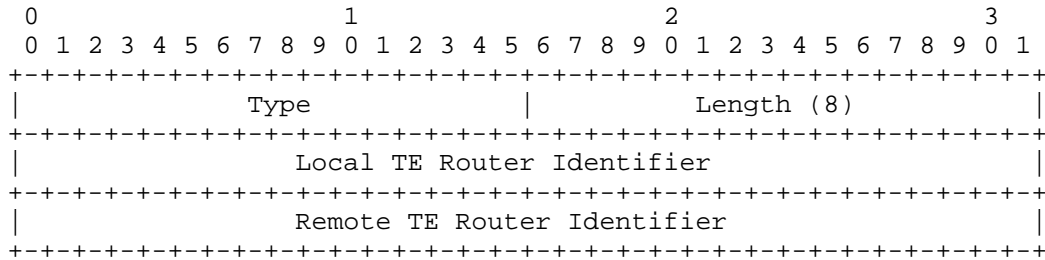 0                   1                   2                   3
 0 1 2 3 4 5 6 7 8 9 0 1 2 3 4 5 6 7 8 9 0 1 2 3 4 5 6 7 8 9 0 1
+-+-+-+-+-+-+-+-+-+-+-+-+-+-+-+-+-+-+-+-+-+-+-+-+-+-+-+-+-+-+-+-+
|              Type             |          Length (8)           |
+-+-+-+-+-+-+-+-+-+-+-+-+-+-+-+-+-+-+-+-+-+-+-+-+-+-+-+-+-+-+-+-+
|                 Local TE Router Identifier                    |
+-+-+-+-+-+-+-+-+-+-+-+-+-+-+-+-+-+-+-+-+-+-+-+-+-+-+-+-+-+-+-+-+
|                 Remote TE Router Identifier                   |
+-+-+-+-+-+-+-+-+-+-+-+-+-+-+-+-+-+-+-+-+-+-+-+-+-+-+-+-+-+-+-+-+